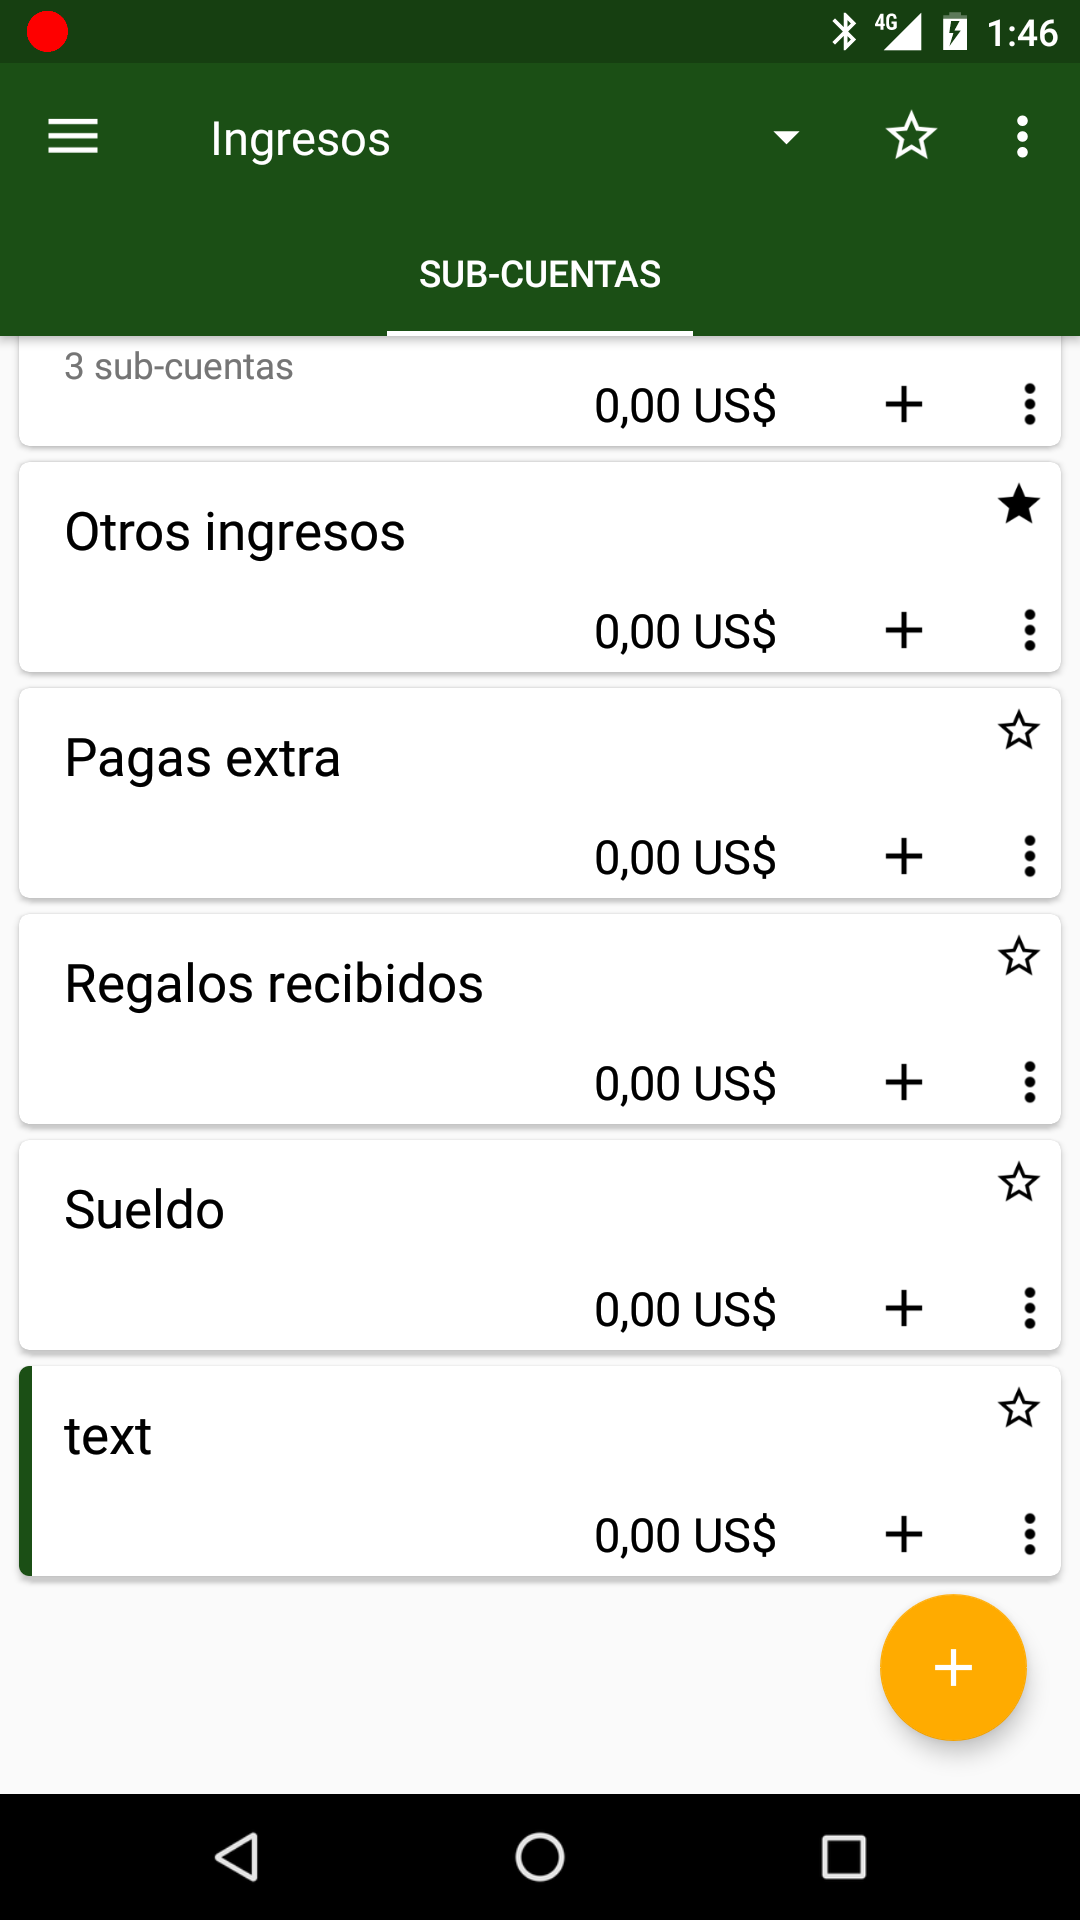 4G 1:46
Ingresos
SUB-CUENTAS
3 sub-cuentas
0,00 US$
Otros ingresos
0,00 US$
Pagas extra
0,00 US$
Regalos recibidos
0,00 US$
Sueldo
0,00 US$
text
0,00 US$